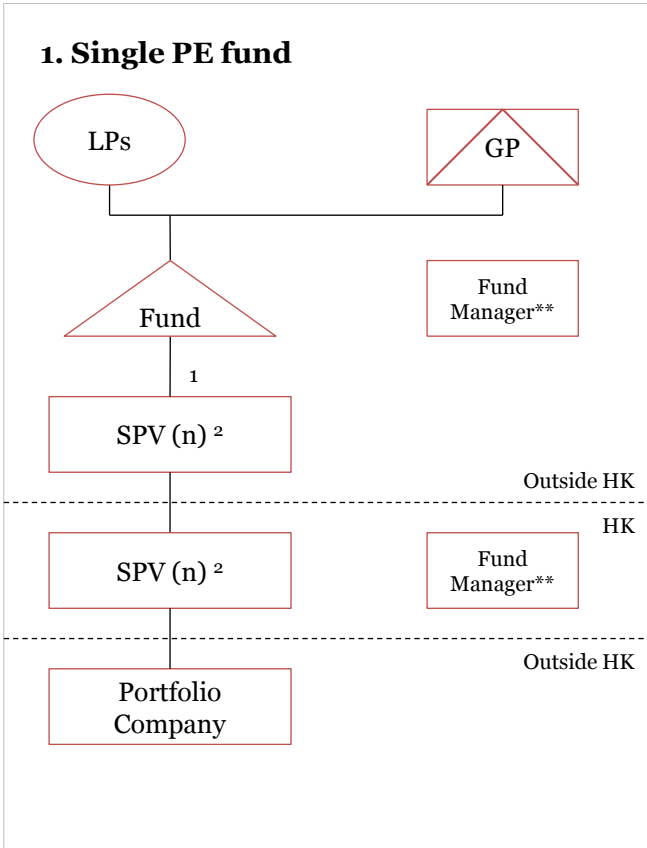 1. Single PE fund
LPs
GP
Fund
Fund
Manager**
1
SPV (n) ²
Outside HK
HK
SPV (n) ²
Fund
Manager**
Outside HK
Portfolio
Company